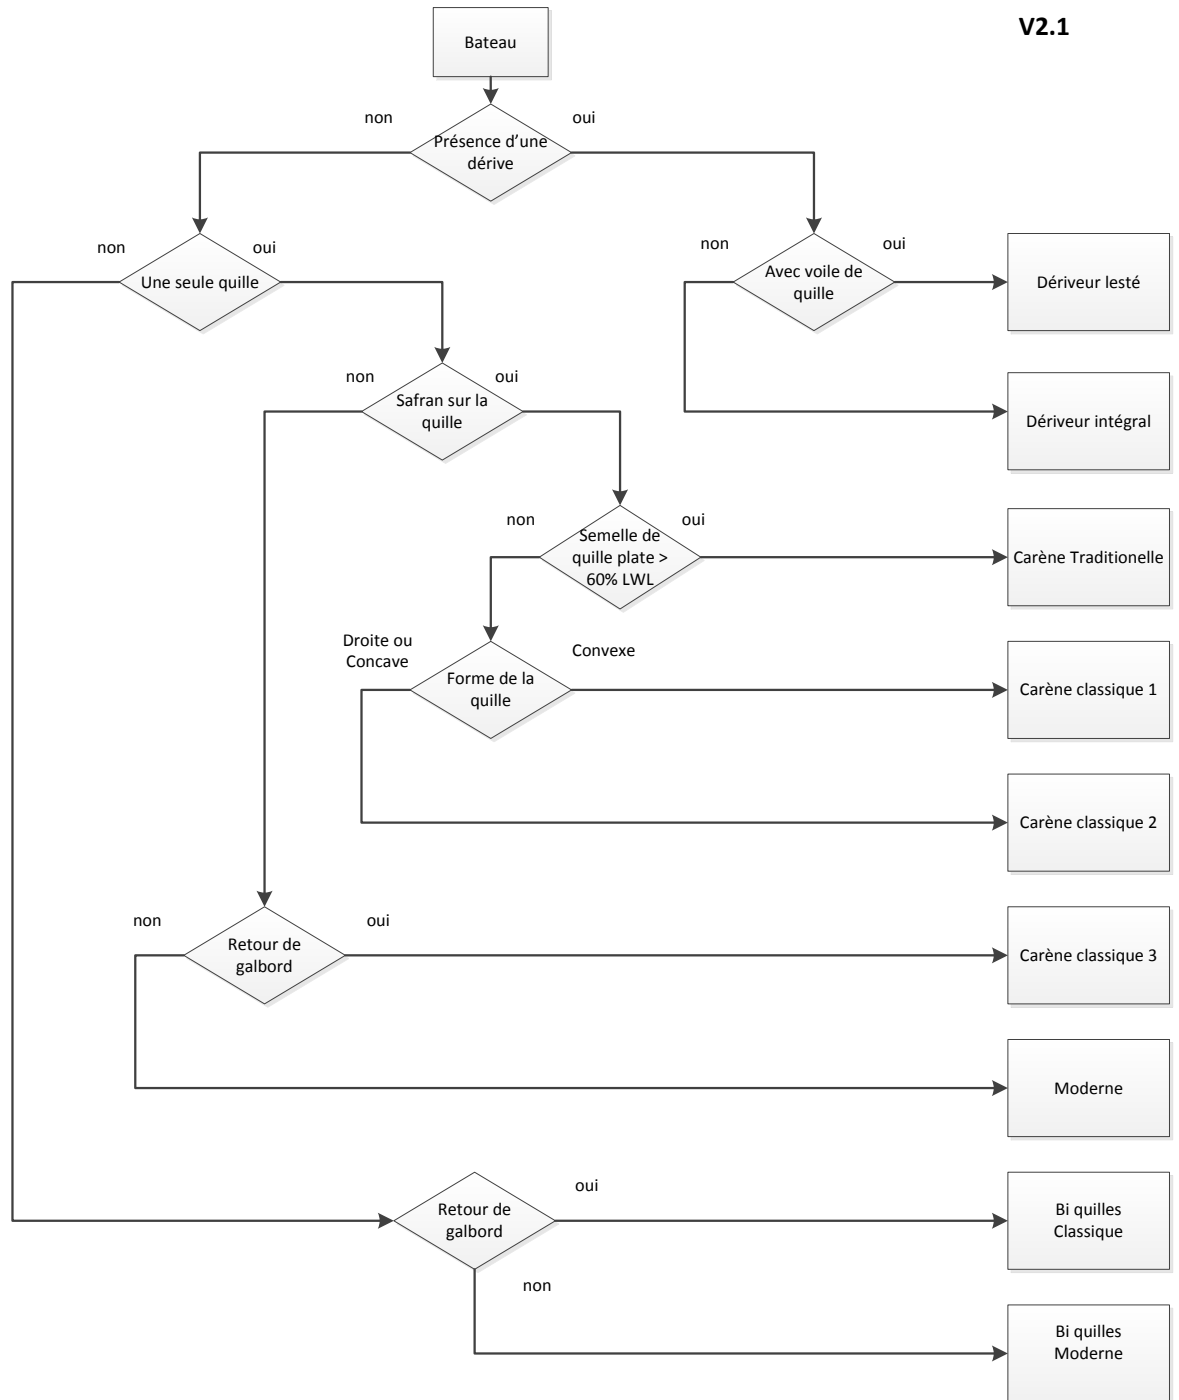 V2.1
Bateau
non
oui
Présence d'une
dérive
non
oui
Une seule quille
non
oui
Avec voile de
quille
Dériveur lesté
non
oui
Safran sur la
quille
Dériveur intégral
non
oui
Semelle de
quille plate >
60% LWL
Carène Traditionelle
Droite ou
Concave
Convexe
Forme de la
quille
Carène classique 1
Carène classique 2
non
oui
Retour de
galbord
Carène classique 3
Moderne
Retour de
galbord
oui
non
Bi quilles
Classique
Bi quilles
Moderne